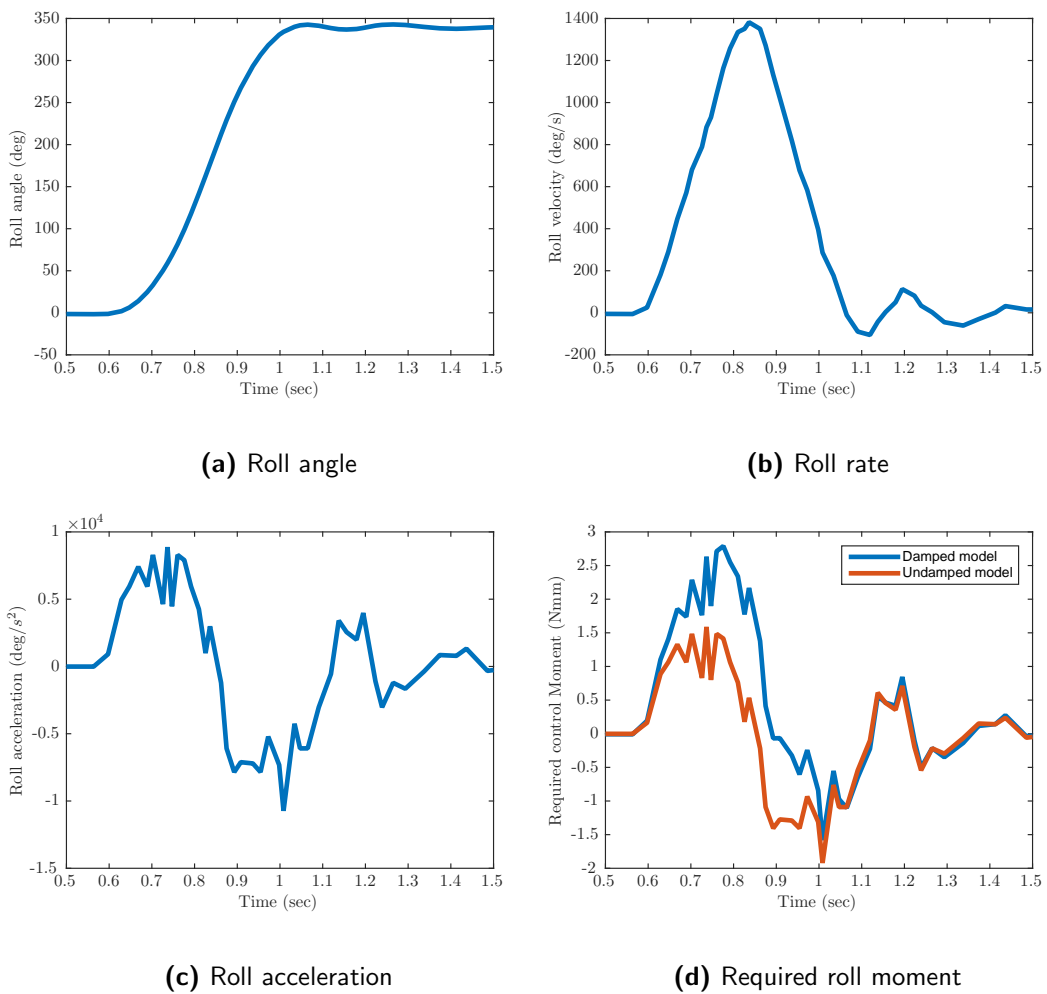 350
300
250
200
150
100
50
0
-50
Roll angle (deg)
0.5 0.6 0.7 0.8 0.9 1 1.1 1.2 1.3 1.4 1.5
Time (sec)
(a) Roll angle
1400
1200
1000
800
600
400
200
0
-200
Roll velocity (deg/s)
0.5 0.6 0.7 0.8 0.9 1 1.1 1.2 1.3 1.4 1.5
Time (sec)
(b) Roll rate
×10⁴
1
0.5
0
-0.5
-1
-1.5
Roll acceleration (deg/s²)
0.5 0.6 0.7 0.8 0.9 1 1.1 1.2 1.3 1.4 1.5
Time (sec)
(c) Roll acceleration
3
2.5
2
1.5
1
0.5
0
-0.5
-1
-1.5
-2
Required control Moment (Nmm)
Damped model
Undamped model
0.5 0.6 0.7 0.8 0.9 1 1.1 1.2 1.3 1.4 1.5
Time (sec)
(d) Required roll moment